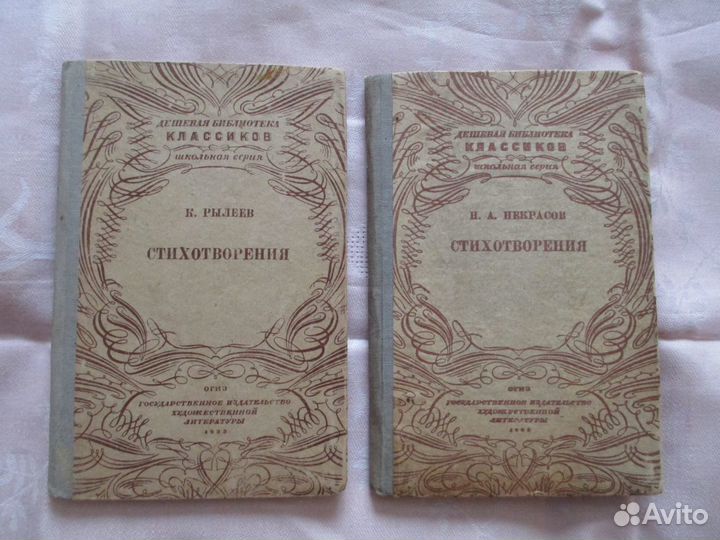 ДЕШЕВАЯ БИБЛИОТЕКА
КЛАССИКОВ
школьная серия
К. РЫЛЕЕВ
СТИХОТВОРЕНИЯ
ОГИЗ
ГОСУДАРСТВЕННОЕ ИЗДАТЕЛЬСТВО
ХУДОЖЕСТВЕННОЙ
ЛИТЕРАТУРЫ
ДЕШЕВАЯ БИБЛИОТЕКА
КЛАССИКОВ
школьная серия
Н. А. НЕКРАСОВ
СТИХОТВОРЕНИЯ
ОГИЗ
ГОСУДАРСТВЕННОЕ ИЗДАТЕЛЬСТВО
ХУДОЖЕСТВЕННОЙ
ЛИТЕРАТУРЫ
Avito